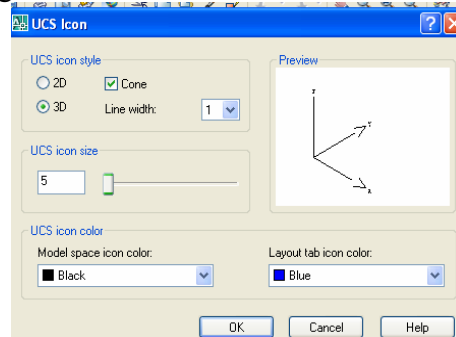 UCS Icon
UCS icon style
Preview
2D
Cone
3D
Line width:
1
UCS icon size
5
UCS icon color
Model space icon color:
Layout tab icon color:
Black
Blue
OK
Cancel
Help